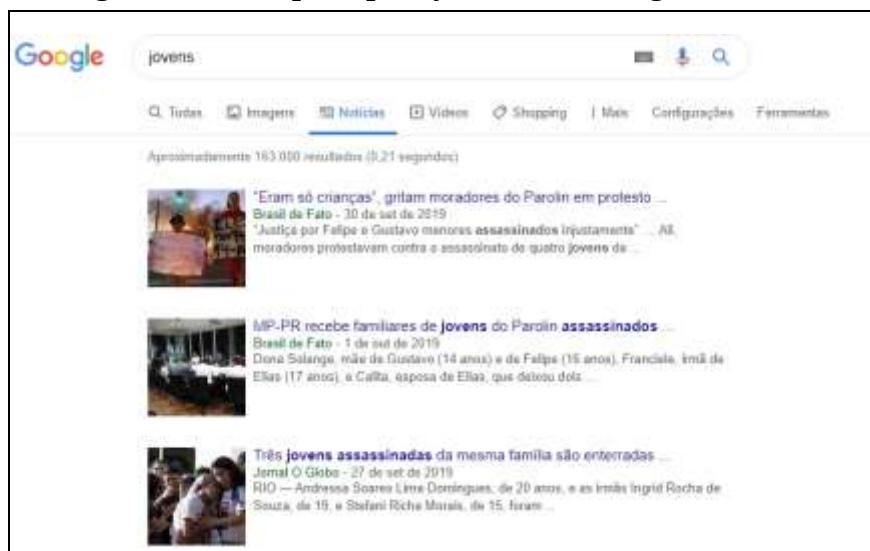 Google jovens
Todas Imagens Notícias Vídeos Shopping Mais Configurações Ferramentas
Aproximadamente 163.000 resultados (0,21 segundos)
"Eram só crianças", gritam moradores do Parolin em protesto ...
Brasil de Fato - 30 de set de 2019
"Justiça por Felipe e Gustavo menores assassinados injustamente" ... Ali,
moradores protestavam contra o assassinato de quatro jovens de ...
MP-PR recebe familiares de jovens do Parolin assassinados ...
Brasil de Fato - 1 de out de 2019
Dona Solange, mãe de Gustavo (14 anos) e de Felipe (16 anos), Franciele, irmã de
Elias (17 anos), e Calita, esposa de Elias, que deixou dois ...
Três jovens assassinadas da mesma família são enterradas ...
Jornal O Globo - 27 de set de 2019
RIO — Andressa Soares Lima Domingues, de 20 anos, e as irmãs Ingrid Rocha de
Souza, de 19, e Stefani Richa Morais, de 15, foram ...